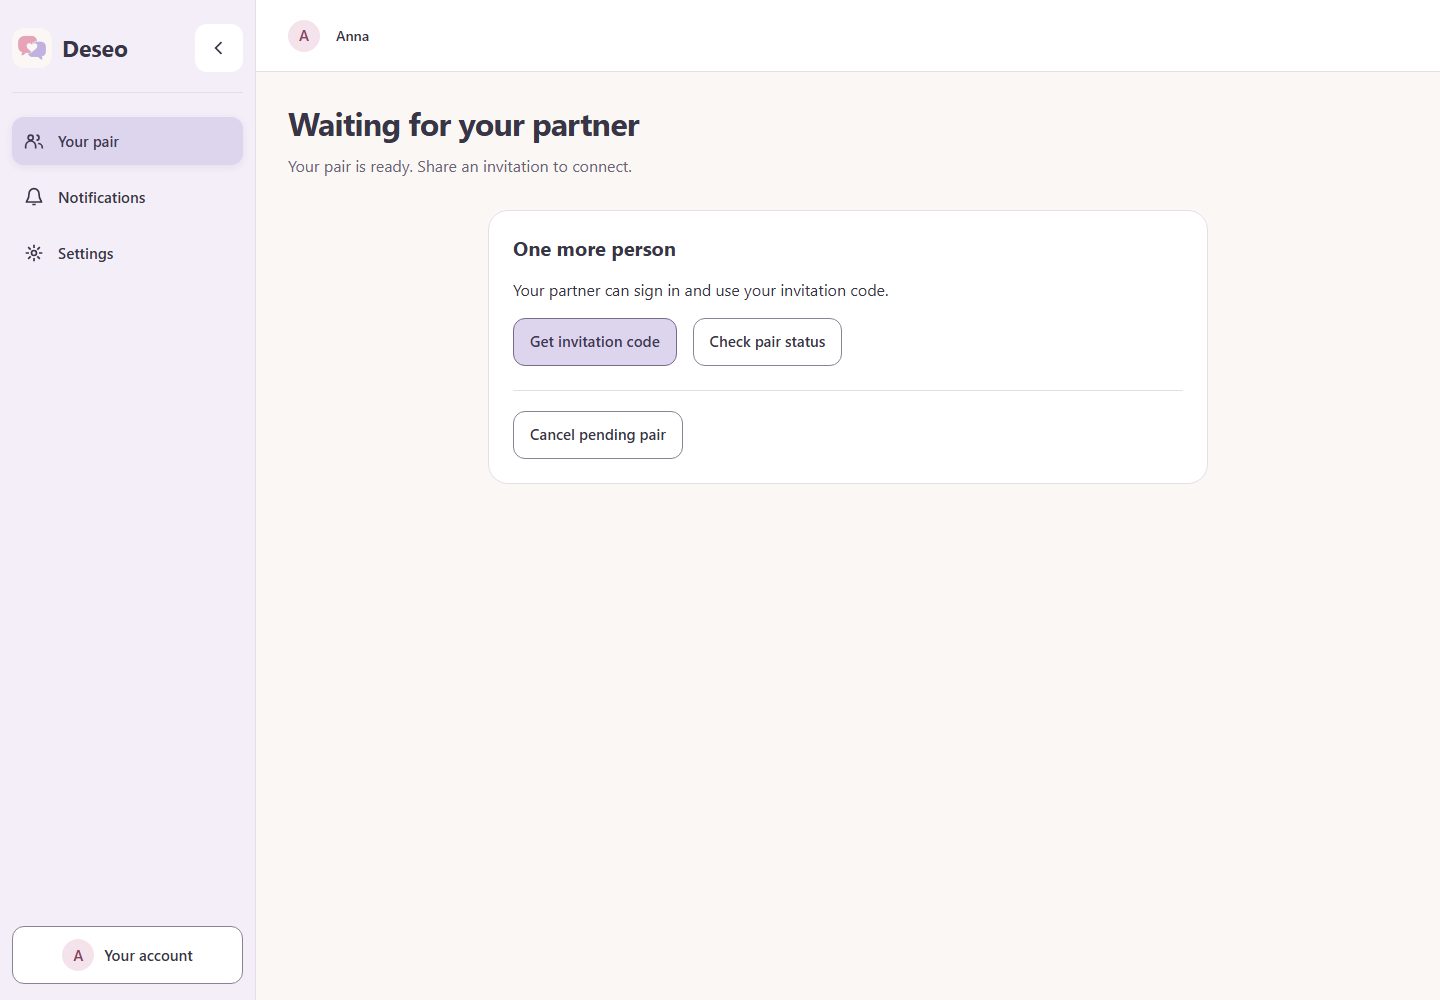 Deseo
Your pair
Notifications
Settings
A Your account
A Anna
Waiting for your partner
Your pair is ready. Share an invitation to connect.
One more person
Your partner can sign in and use your invitation code.
Get invitation code
Check pair status
Cancel pending pair